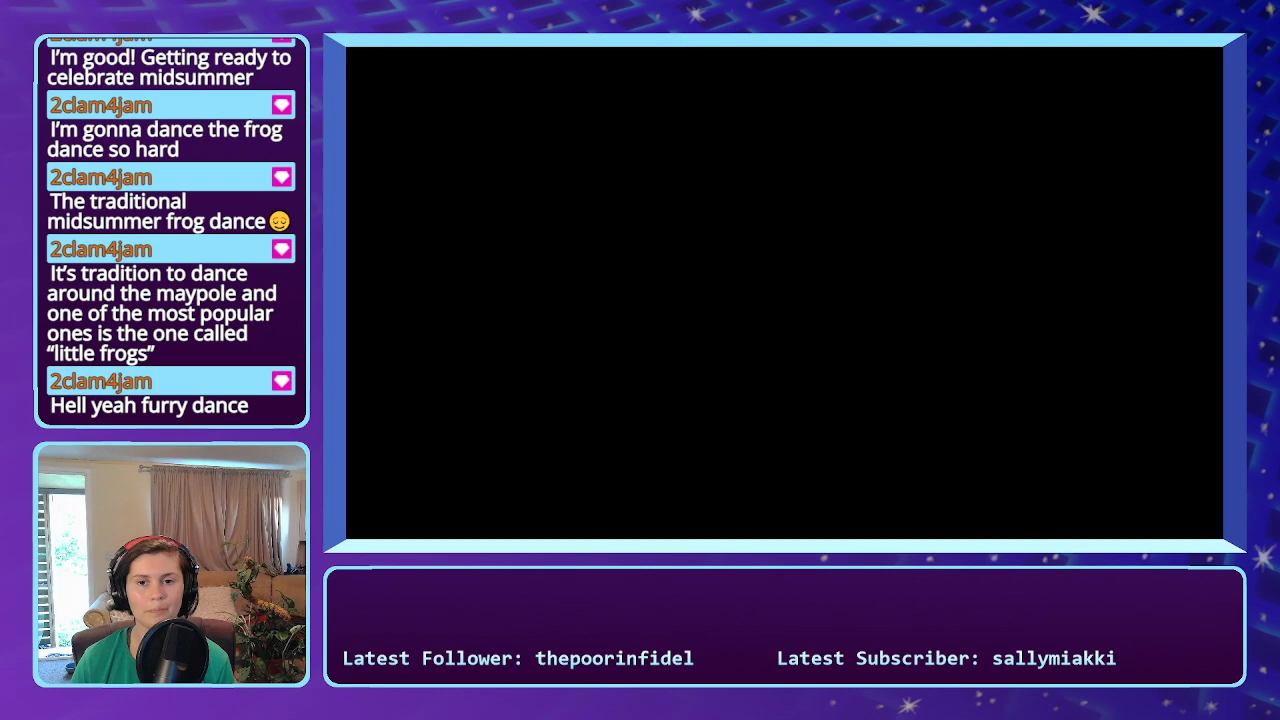 2clam4jam
I'm good! Getting ready to
celebrate midsummer
2clam4jam
I'm gonna dance the frog
dance so hard
2clam4jam
The traditional
midsummer frog dance😌
2clam4jam
It's tradition to dance
around the maypole and
one of the most popular
ones is the one called
“little frogs”
2clam4jam
Hell yeah furry dance
Latest Follower: thepoorinfidel
Latest Subscriber: sallymiakki